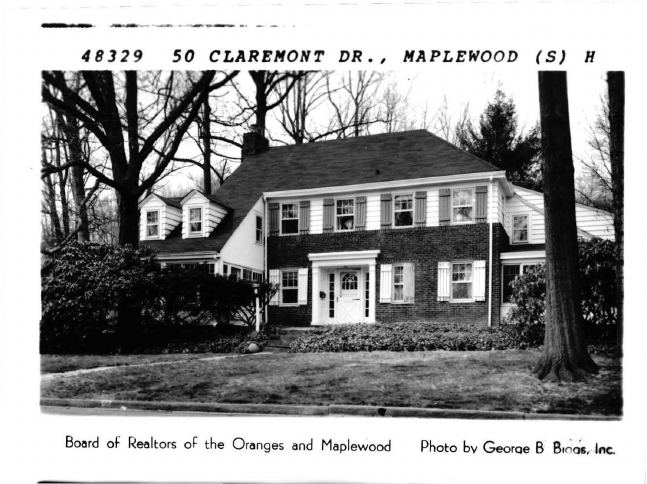 48329 50 CLAREMONT DR., MAPLEWOOD (S) H
Board of Realtors of the Oranges and Maplewood Photo by George B Biggs, Inc.